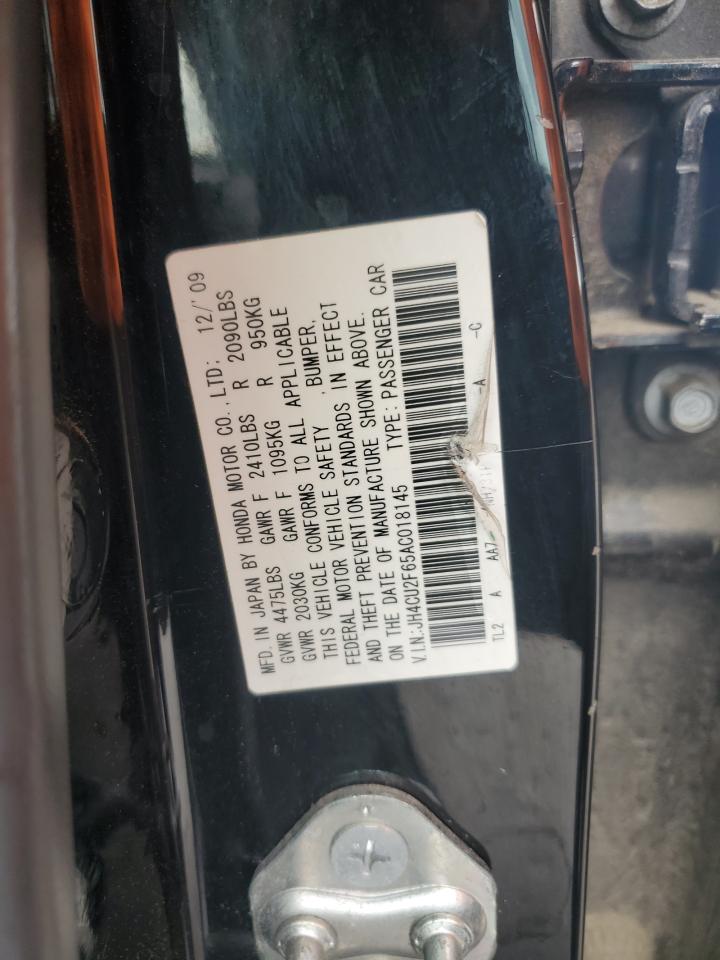 MFD. IN JAPAN BY HONDA MOTOR CO., LTD: 12/'09
GVWR 4475LBS GAWR F 2410LBS R 2090LBS
GVWR 2030KG GAWR F 1095KG R 950KG
THIS VEHICLE CONFORMS TO ALL APPLICABLE
FEDERAL MOTOR VEHICLE SAFETY , BUMPER,
AND THEFT PREVENTION STANDARDS IN EFFECT
ON THE DATE OF MANUFACTURE SHOWN ABOVE.
V.I.N.:JH4CU2F65AC018145 TYPE: PASSENGER CAR
TL2 A AA7 -A -C